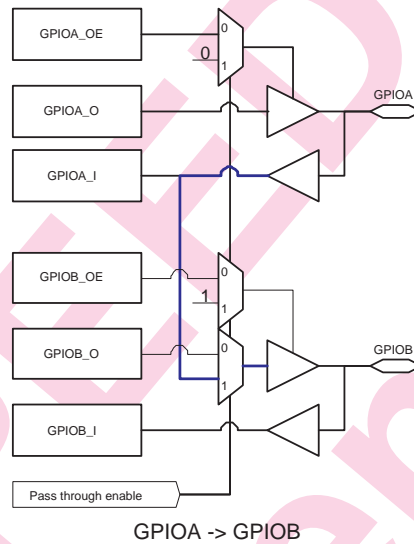 GPIOA_OE
0
0
1
GPIOA_O
GPIOA
GPIOA_I
GPIOB_OE
0
1
1
GPIOB_O
0
1
GPIOB
GPIOB_I
Pass through enable
GPIOA -> GPIOB